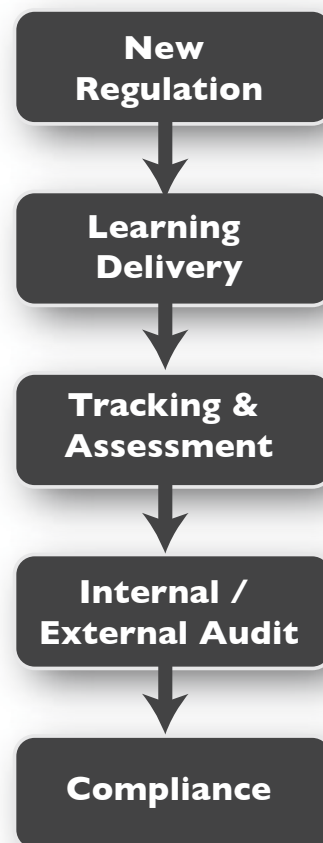 New
Regulation
Learning
Delivery
Tracking &
Assessment
Internal /
External Audit
Compliance